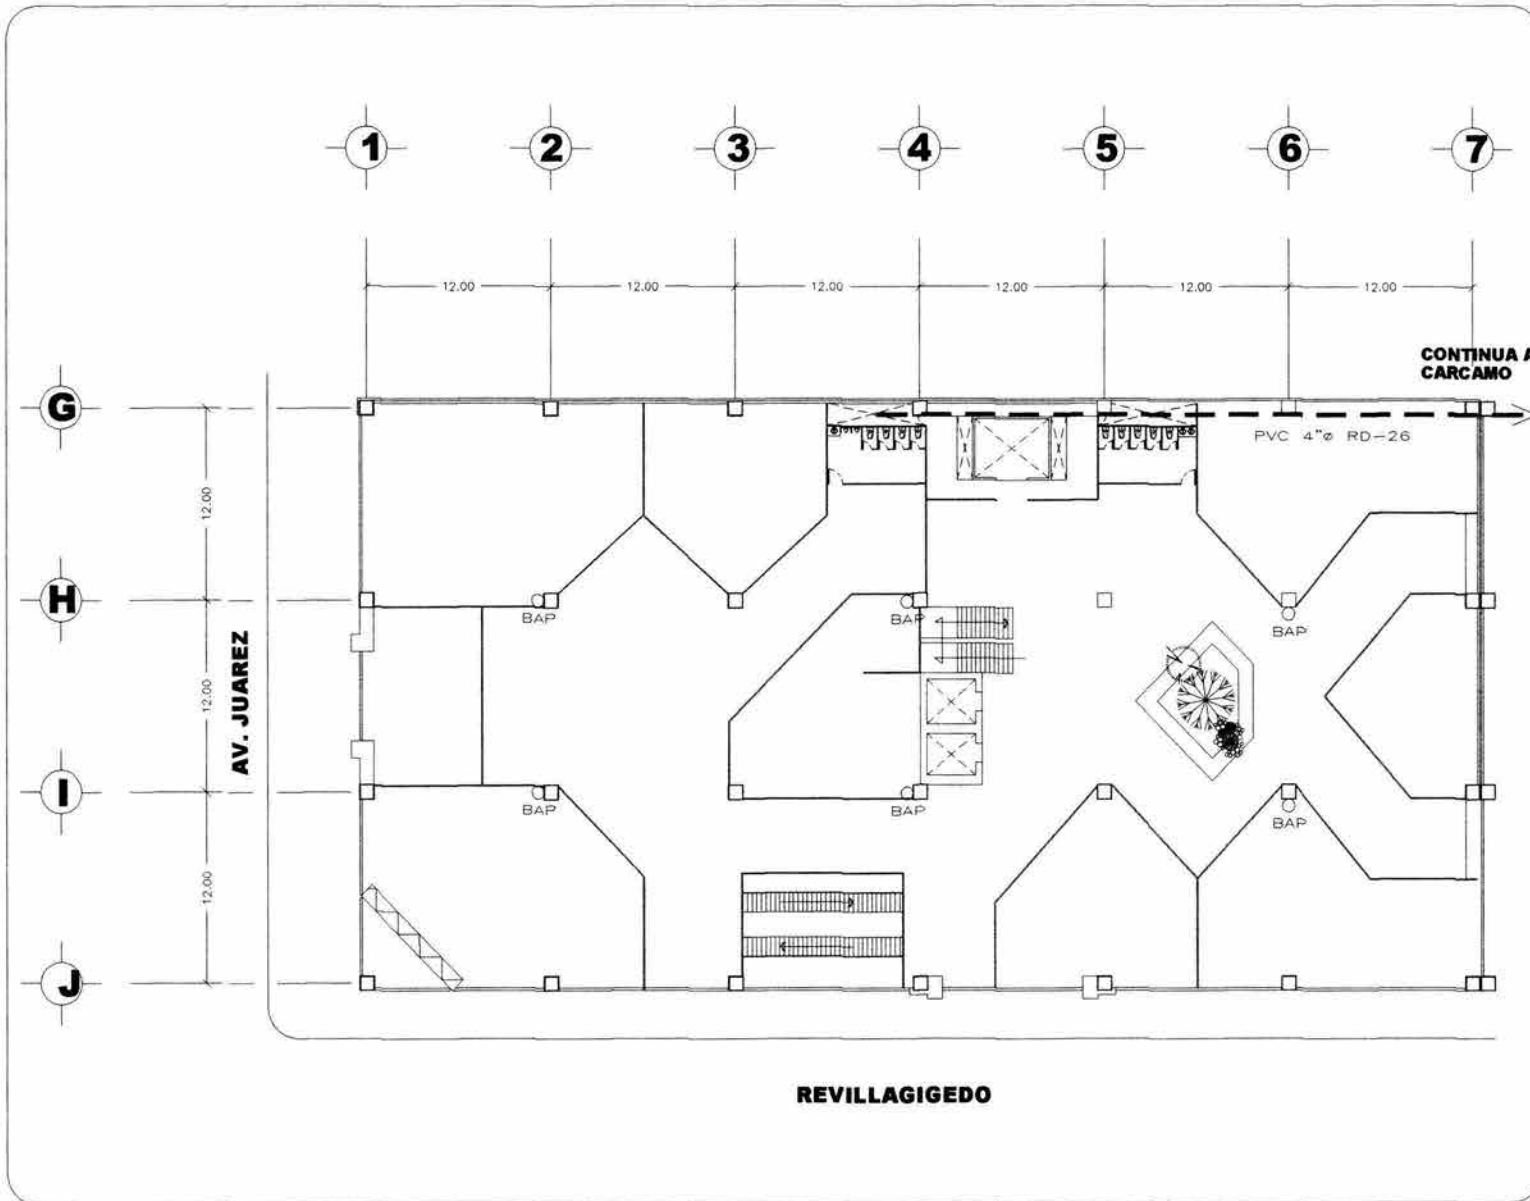 1 2 3 4 5 6 7
12.00 12.00 12.00 12.00 12.00 12.00
CONTINUA A
CARCAMO
G
PVC 4"ø RD-26
12.00
H
BAP BAP BAP
12.00
AV. JUAREZ
I
BAP BAP BAP
12.00
J
REVILLAGIGEDO